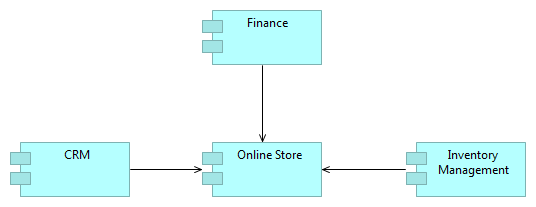 Finance
CRM
Online Store
Inventory
Management